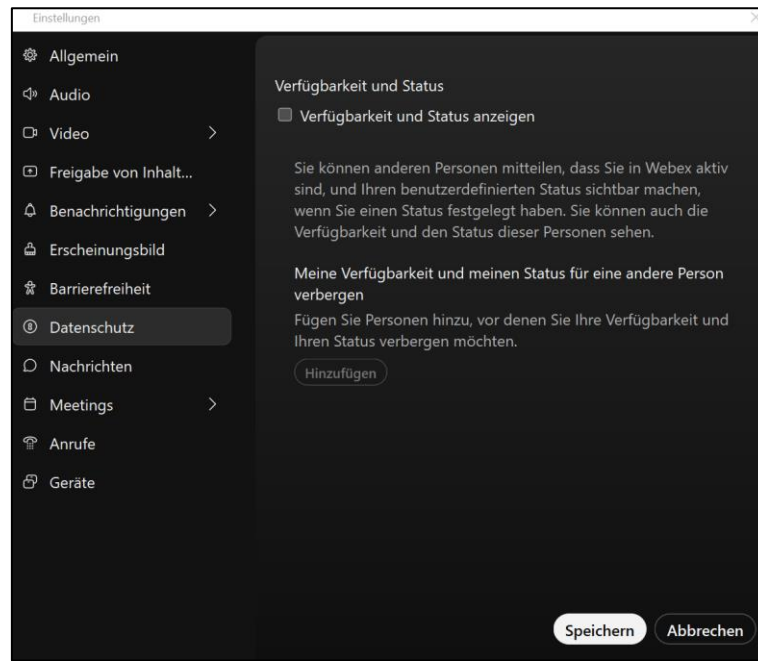 Einstellungen
Allgemein
Audio
Video
Freigabe von Inhalt...
Benachrichtigungen
Erscheinungsbild
Barrierefreiheit
Datenschutz
Nachrichten
Meetings
Anrufe
Geräte
Verfügbarkeit und Status
Verfügbarkeit und Status anzeigen
Sie können anderen Personen mitteilen, dass Sie in Webex aktiv
sind, und Ihren benutzerdefinierten Status sichtbar machen,
wenn Sie einen Status festgelegt haben. Sie können auch die
Verfügbarkeit und den Status dieser Personen sehen.
Meine Verfügbarkeit und meinen Status für eine andere Person
verbergen
Fügen Sie Personen hinzu, vor denen Sie Ihre Verfügbarkeit und
Ihren Status verbergen möchten.
Hinzufügen
Speichern
Abbrechen